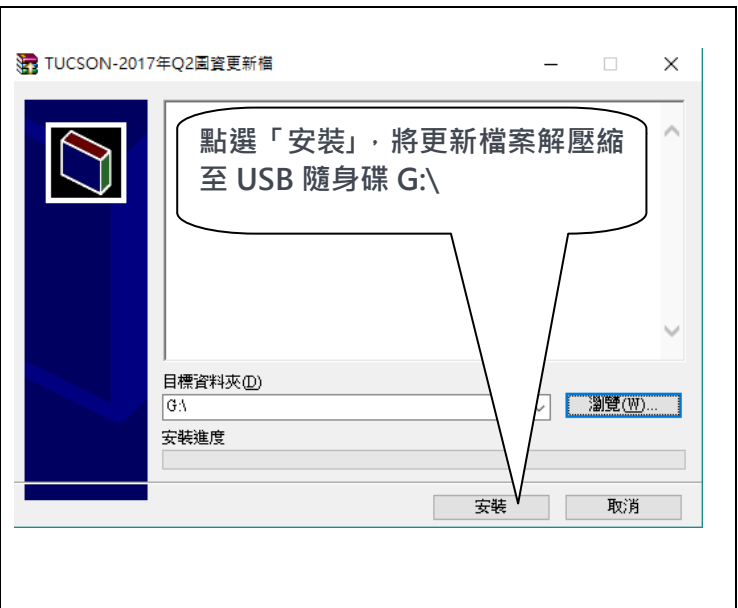 TUCSON-2017年Q2圖資更新檔
點選「安裝」，將更新檔案解壓縮
至 USB 隨身碟 G:\
目標資料夾(D)
G:\
瀏覽(W)...
安裝進度
安裝
取消